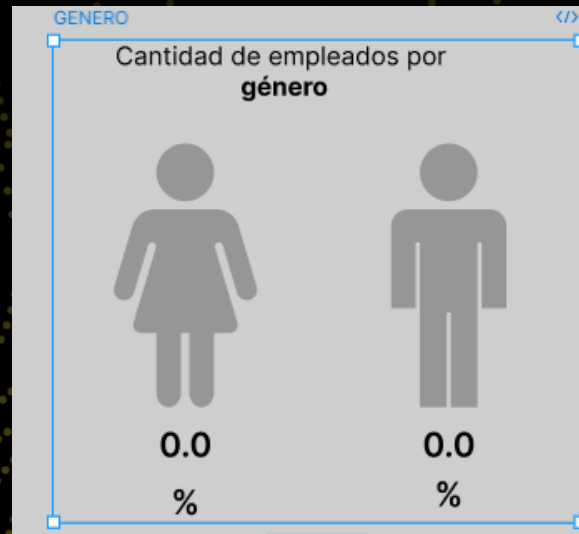 GENERO
</>
Cantidad de empleados por
género
0.0
0.0
%
%